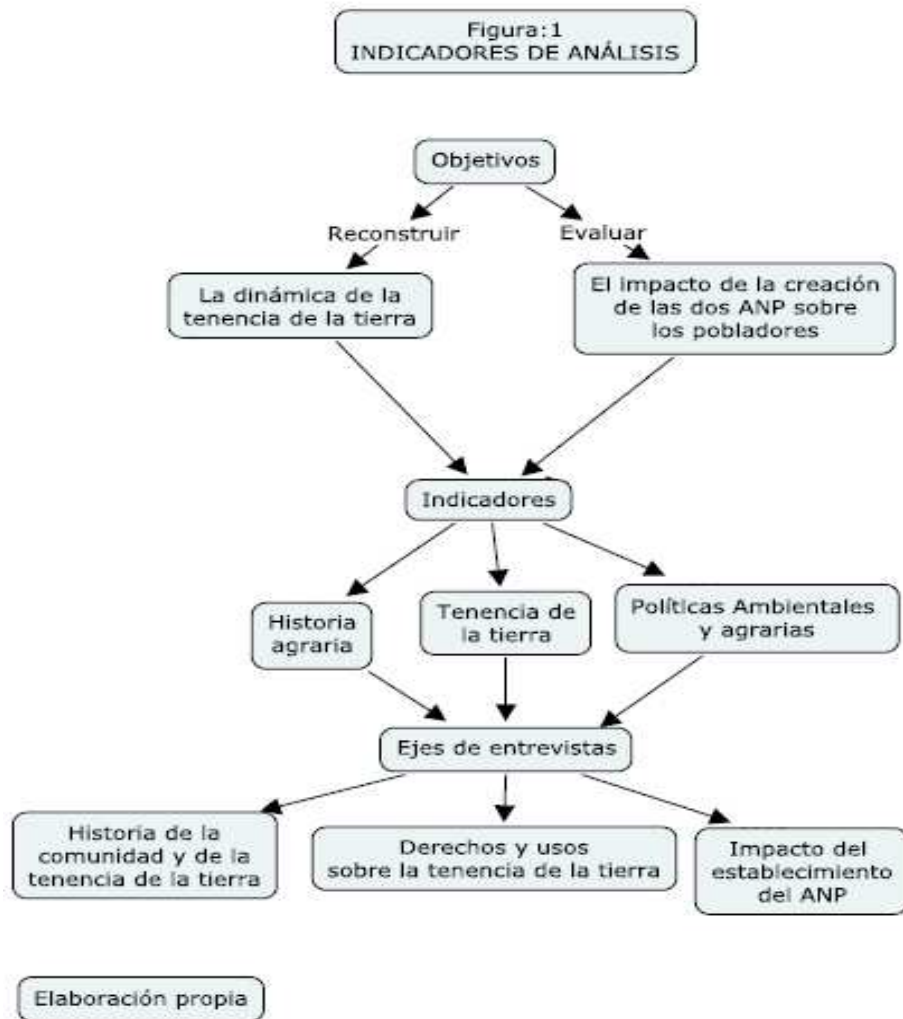 Figura:1
INDICADORES DE ANÁLISIS
Objetivos
Reconstruir
Evaluar
La dinámica de la
tenencia de la tierra
El impacto de la creación
de las dos ANP sobre
los pobladores
Indicadores
Historia
agraria
Tenencia de
la tierra
Políticas Ambientales
y agrarias
Ejes de entrevistas
Historia de la
comunidad y de la
tenencia de la tierra
Derechos y usos
sobre la tenencia de la tierra
Impacto del
establecimiento
del ANP
Elaboración propia